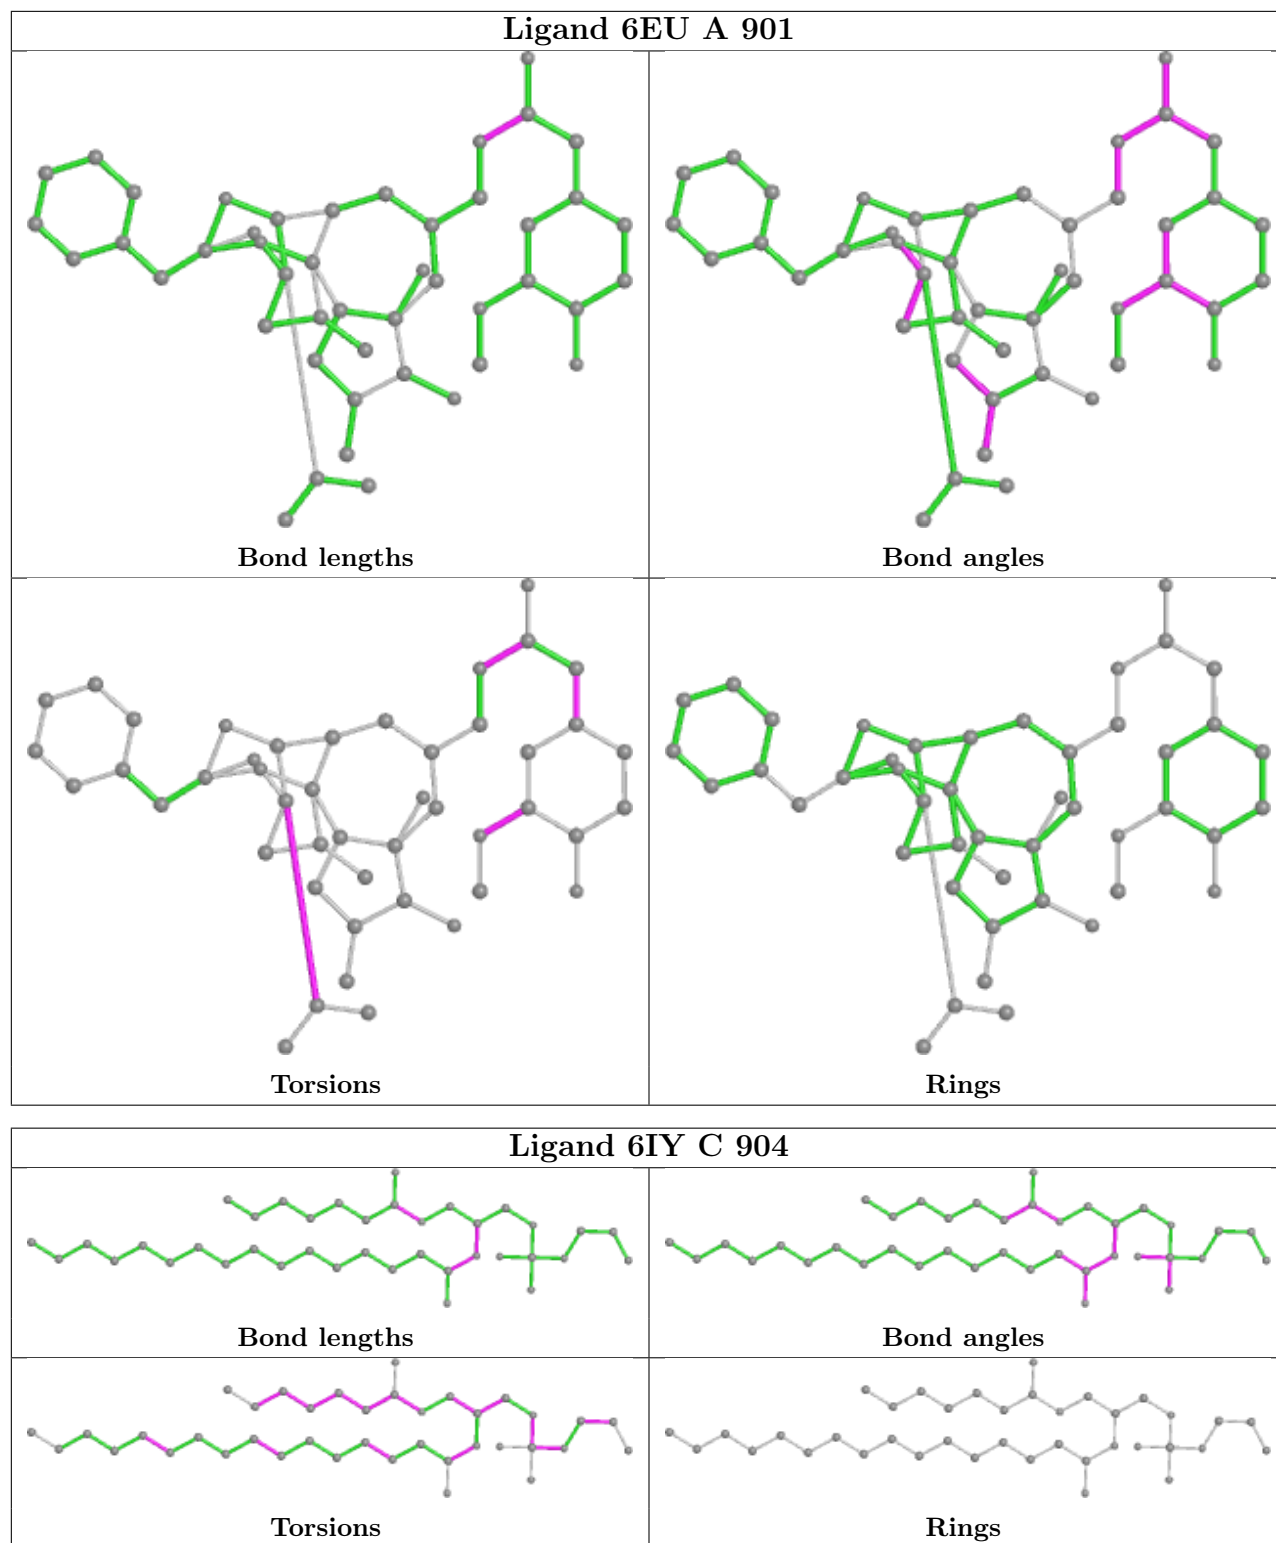 Ligand 6EU A 901
Bond lengths
Bond angles
Torsions
Rings
Ligand 6IY C 904
Bond lengths
Bond angles
Torsions
Rings